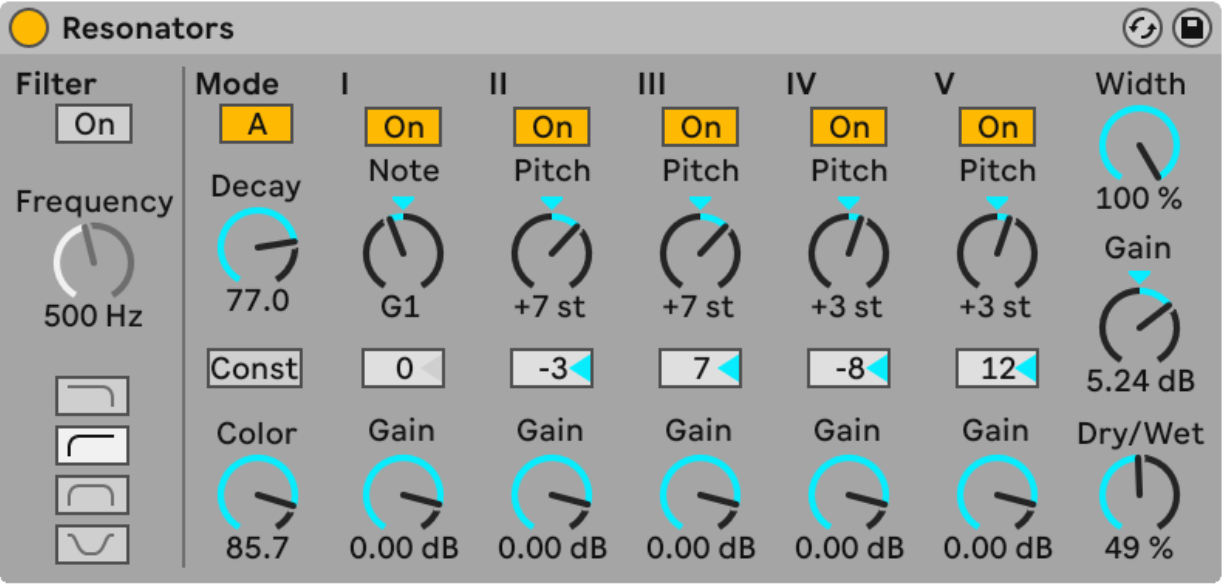 Resonators
Filter Mode I II III IV V Width
On A On On On On On
Decay Note Pitch Pitch Pitch Pitch
Frequency 100 %
Gain
500 Hz 77.0 G1 +7 st +7 st +3 st +3 st
Const 0 -3 7 -8 12 5.24 dB
Color Gain Gain Gain Gain Gain Dry/Wet
85.7 0.00 dB 0.00 dB 0.00 dB 0.00 dB 0.00 dB 49 %